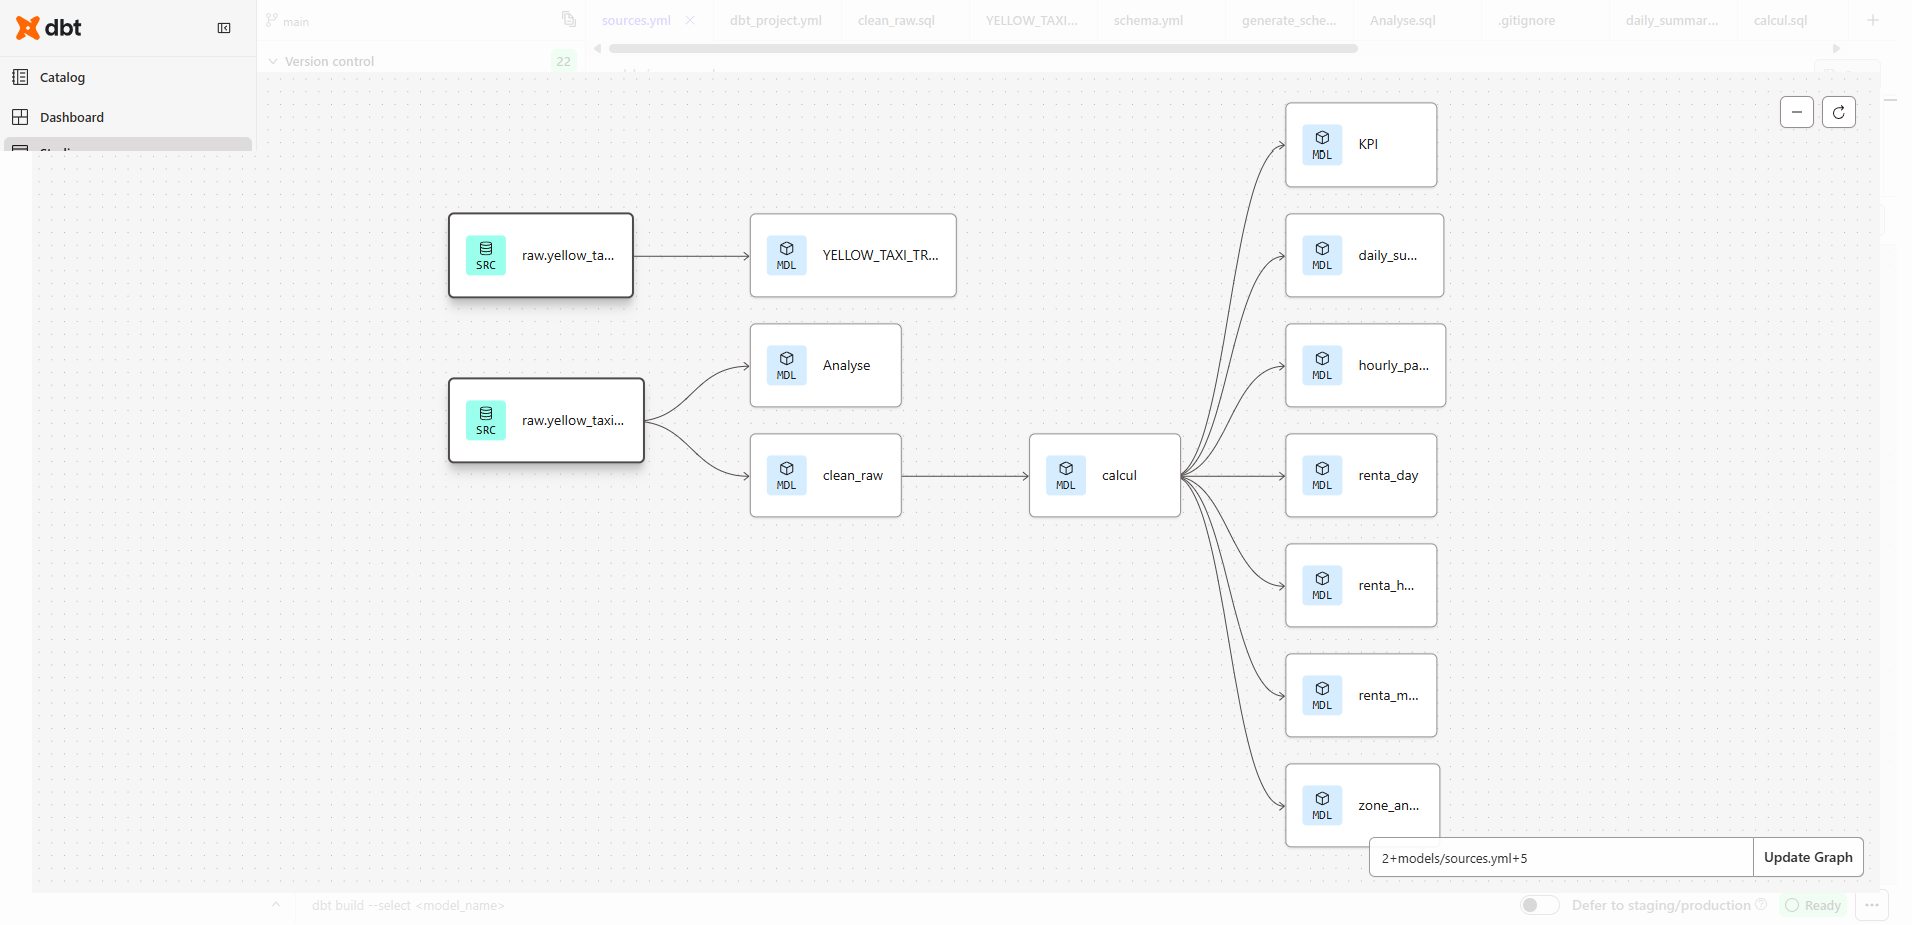 dbt
main
sources.yml
dbt_project.yml
clean_raw.sql
YELLOW_TAXI...
schema.yml
generate_sche...
Analyse.sql
.gitignore
daily_summar...
calcul.sql
Version control
22
Catalog
Dashboard
SRC
raw.yellow_ta...
MDL
YELLOW_TAXI_TR...
SRC
raw.yellow_taxi...
MDL
Analyse
MDL
clean_raw
MDL
calcul
MDL
KPI
MDL
daily_su...
MDL
hourly_pa...
MDL
renta_day
MDL
renta_h...
MDL
renta_m...
MDL
zone_an...
2+models/sources.yml+5
Update Graph
dbt build --select <model_name>
Defer to staging/production
Ready